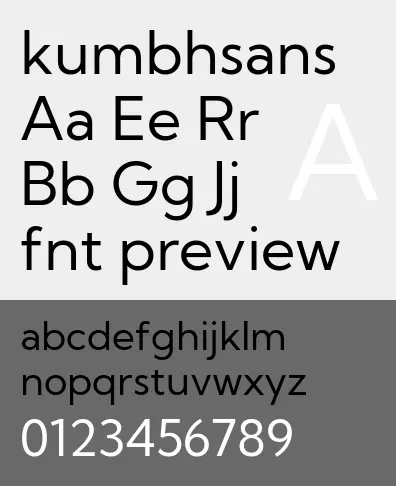 kumbhsans
Aa Ee Rr
A
Bb Gg Jj
fnt preview
abcdefghijklm
nopqrstuvwxyz
0123456789